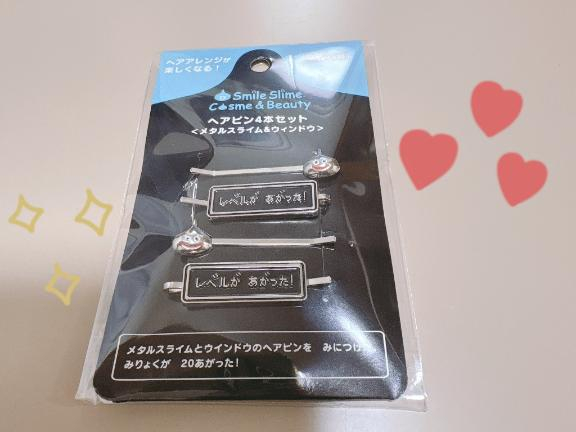 ヘアアレンジが
楽しくなる!
Smile Slime
Cosme & Beauty
ヘアピン4本セット
<メタルスライム&ウィンドウ>
レベルが あがった!
レベルが あがった!
メタルスライムとウインドウのヘアピンを みにつけ
みりょくが 20あがった!